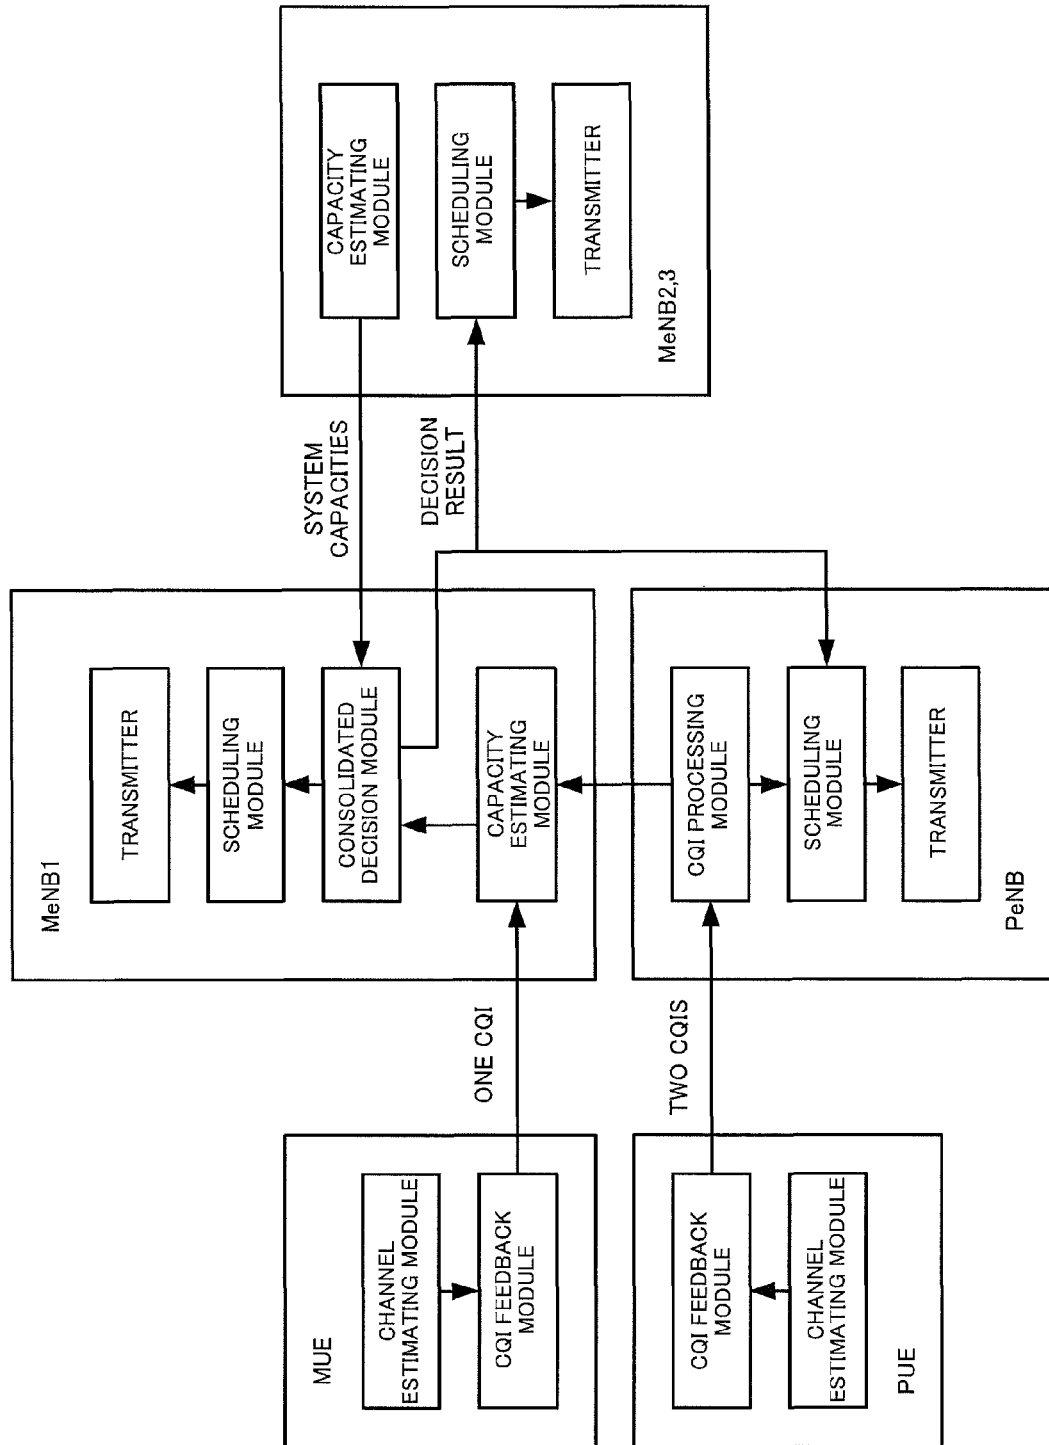 MUE
CHANNEL
ESTIMATING MODULE
CQI FEEDBACK
MODULE
CQI FEEDBACK
MODULE
CHANNEL
ESTIMATING MODULE
PUE
ONE CQI
TWO CQIS
MeNB1
TRANSMITTER
SCHEDULING
MODULE
CONSOLIDATED
DECISION MODULE
CAPACITY
ESTIMATING
MODULE
CQI PROCESSING
MODULE
SCHEDULING
MODULE
TRANSMITTER
PeNB
SYSTEM
CAPACITIES
DECISION
RESULT
CAPACITY
ESTIMATING
MODULE
SCHEDULING
MODULE
TRANSMITTER
MeNB2,3